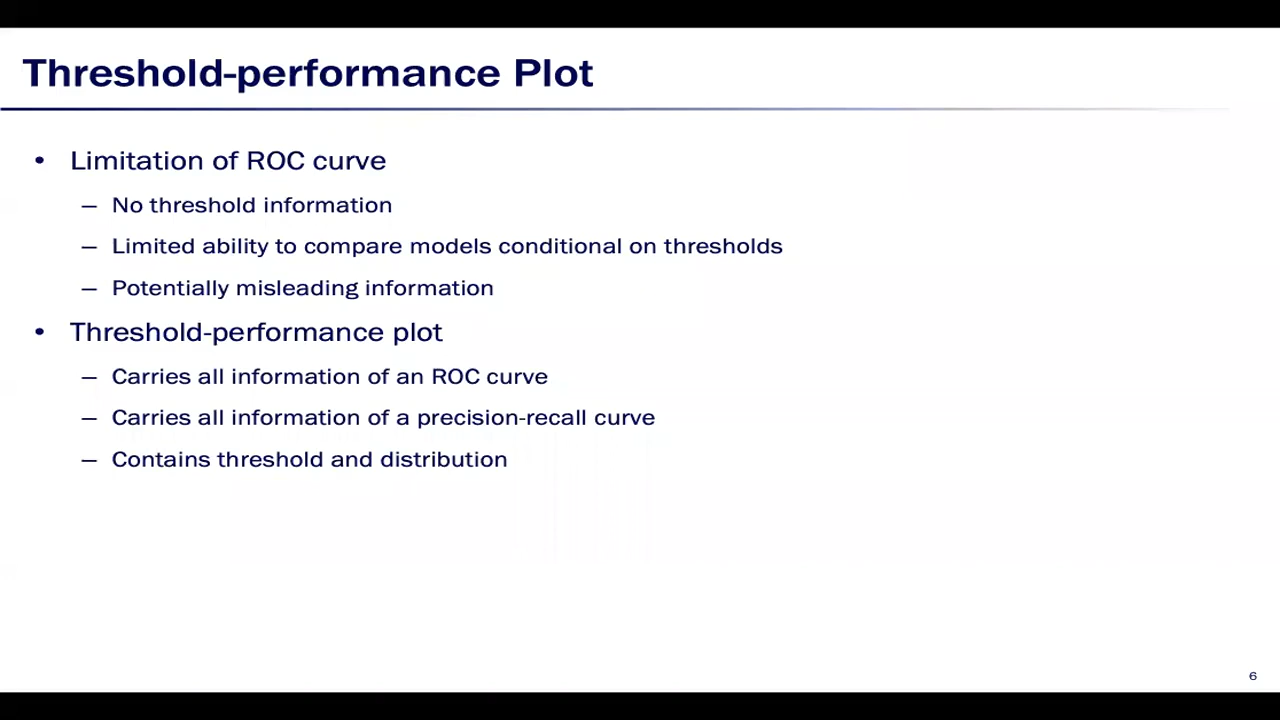 Threshold-performance Plot
• Limitation of ROC curve
– No threshold information
– Limited ability to compare models conditional on thresholds
– Potentially misleading information
• Threshold-performance plot
– Carries all information of an ROC curve
– Carries all information of a precision-recall curve
– Contains threshold and distribution
6